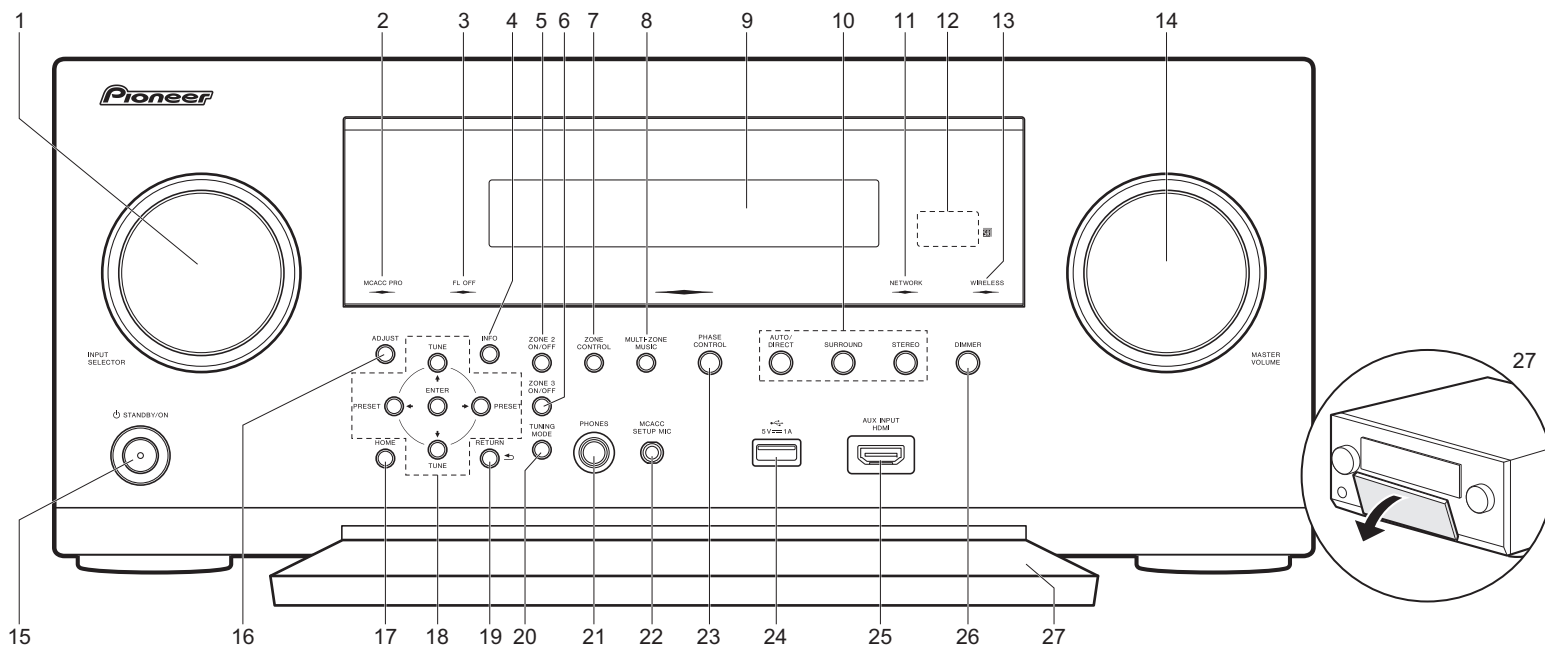 1 2 3 4 5 6 7 8 9 10 11 12 13 14
Pioneer
MCACC PRO FL OFF NETWORK WIRELESS
INPUT
SELECTOR
ADJUST
TUNE
INFO
ZONE 2
ON/OFF
ZONE
CONTROL
MULTI-ZONE
MUSIC
PHASE
CONTROL
AUTO/
DIRECT
SURROUND
STEREO
DIMMER
MASTER
VOLUME
27
PRESET
ENTER
PRESET
ZONE 3
ON/OFF
STANDBY/ON
HOME
TUNE
RETURN
TUNING
MODE
PHONES
MCACC
SETUP MIC
5V 1A
AUX INPUT
HDMI
15 16 17 18 19 20 21 22 23 24 25 26 27